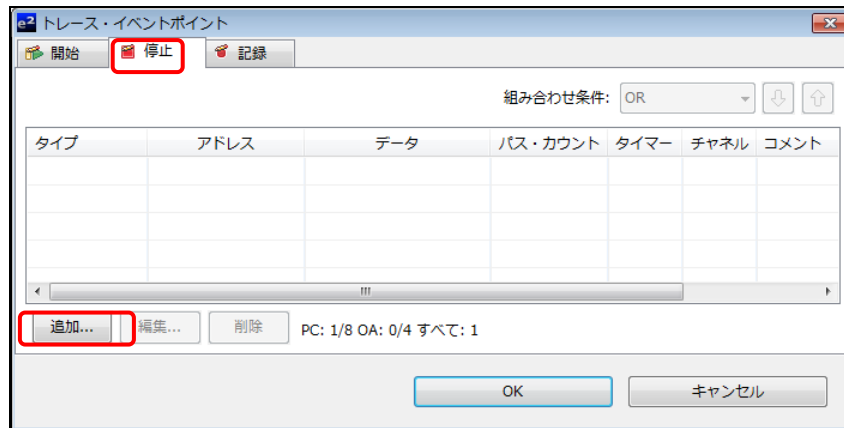 e² トレース・イベントポイント
開始 停止 記録
組み合わせ条件: OR
タイプ アドレス データ パス・カウント タイマー チャネル コメント
追加... 編集... 削除 PC: 1/8 OA: 0/4 すべて: 1
OK キャンセル